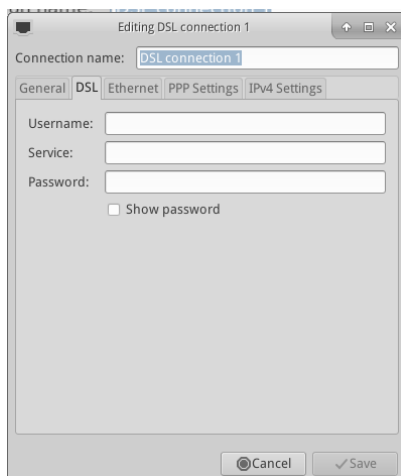 Editing DSL connection 1
Connection name: DSL connection 1
General DSL Ethernet PPP Settings IPv4 Settings
Username:
Service:
Password:
Show password
Cancel Save